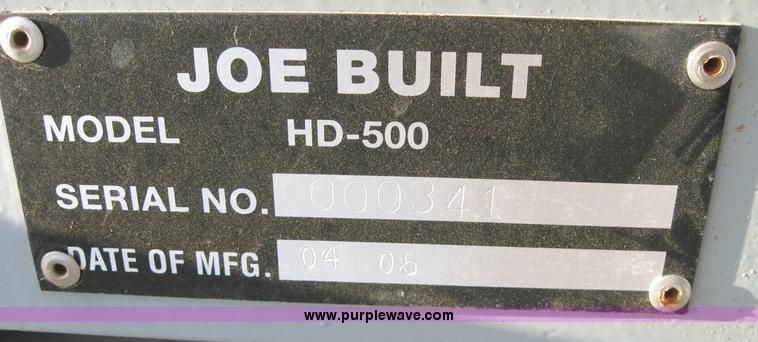 JOE BUILT
MODEL HD-500
SERIAL NO. 000341
DATE OF MFG. 04 05
www.purplewave.com